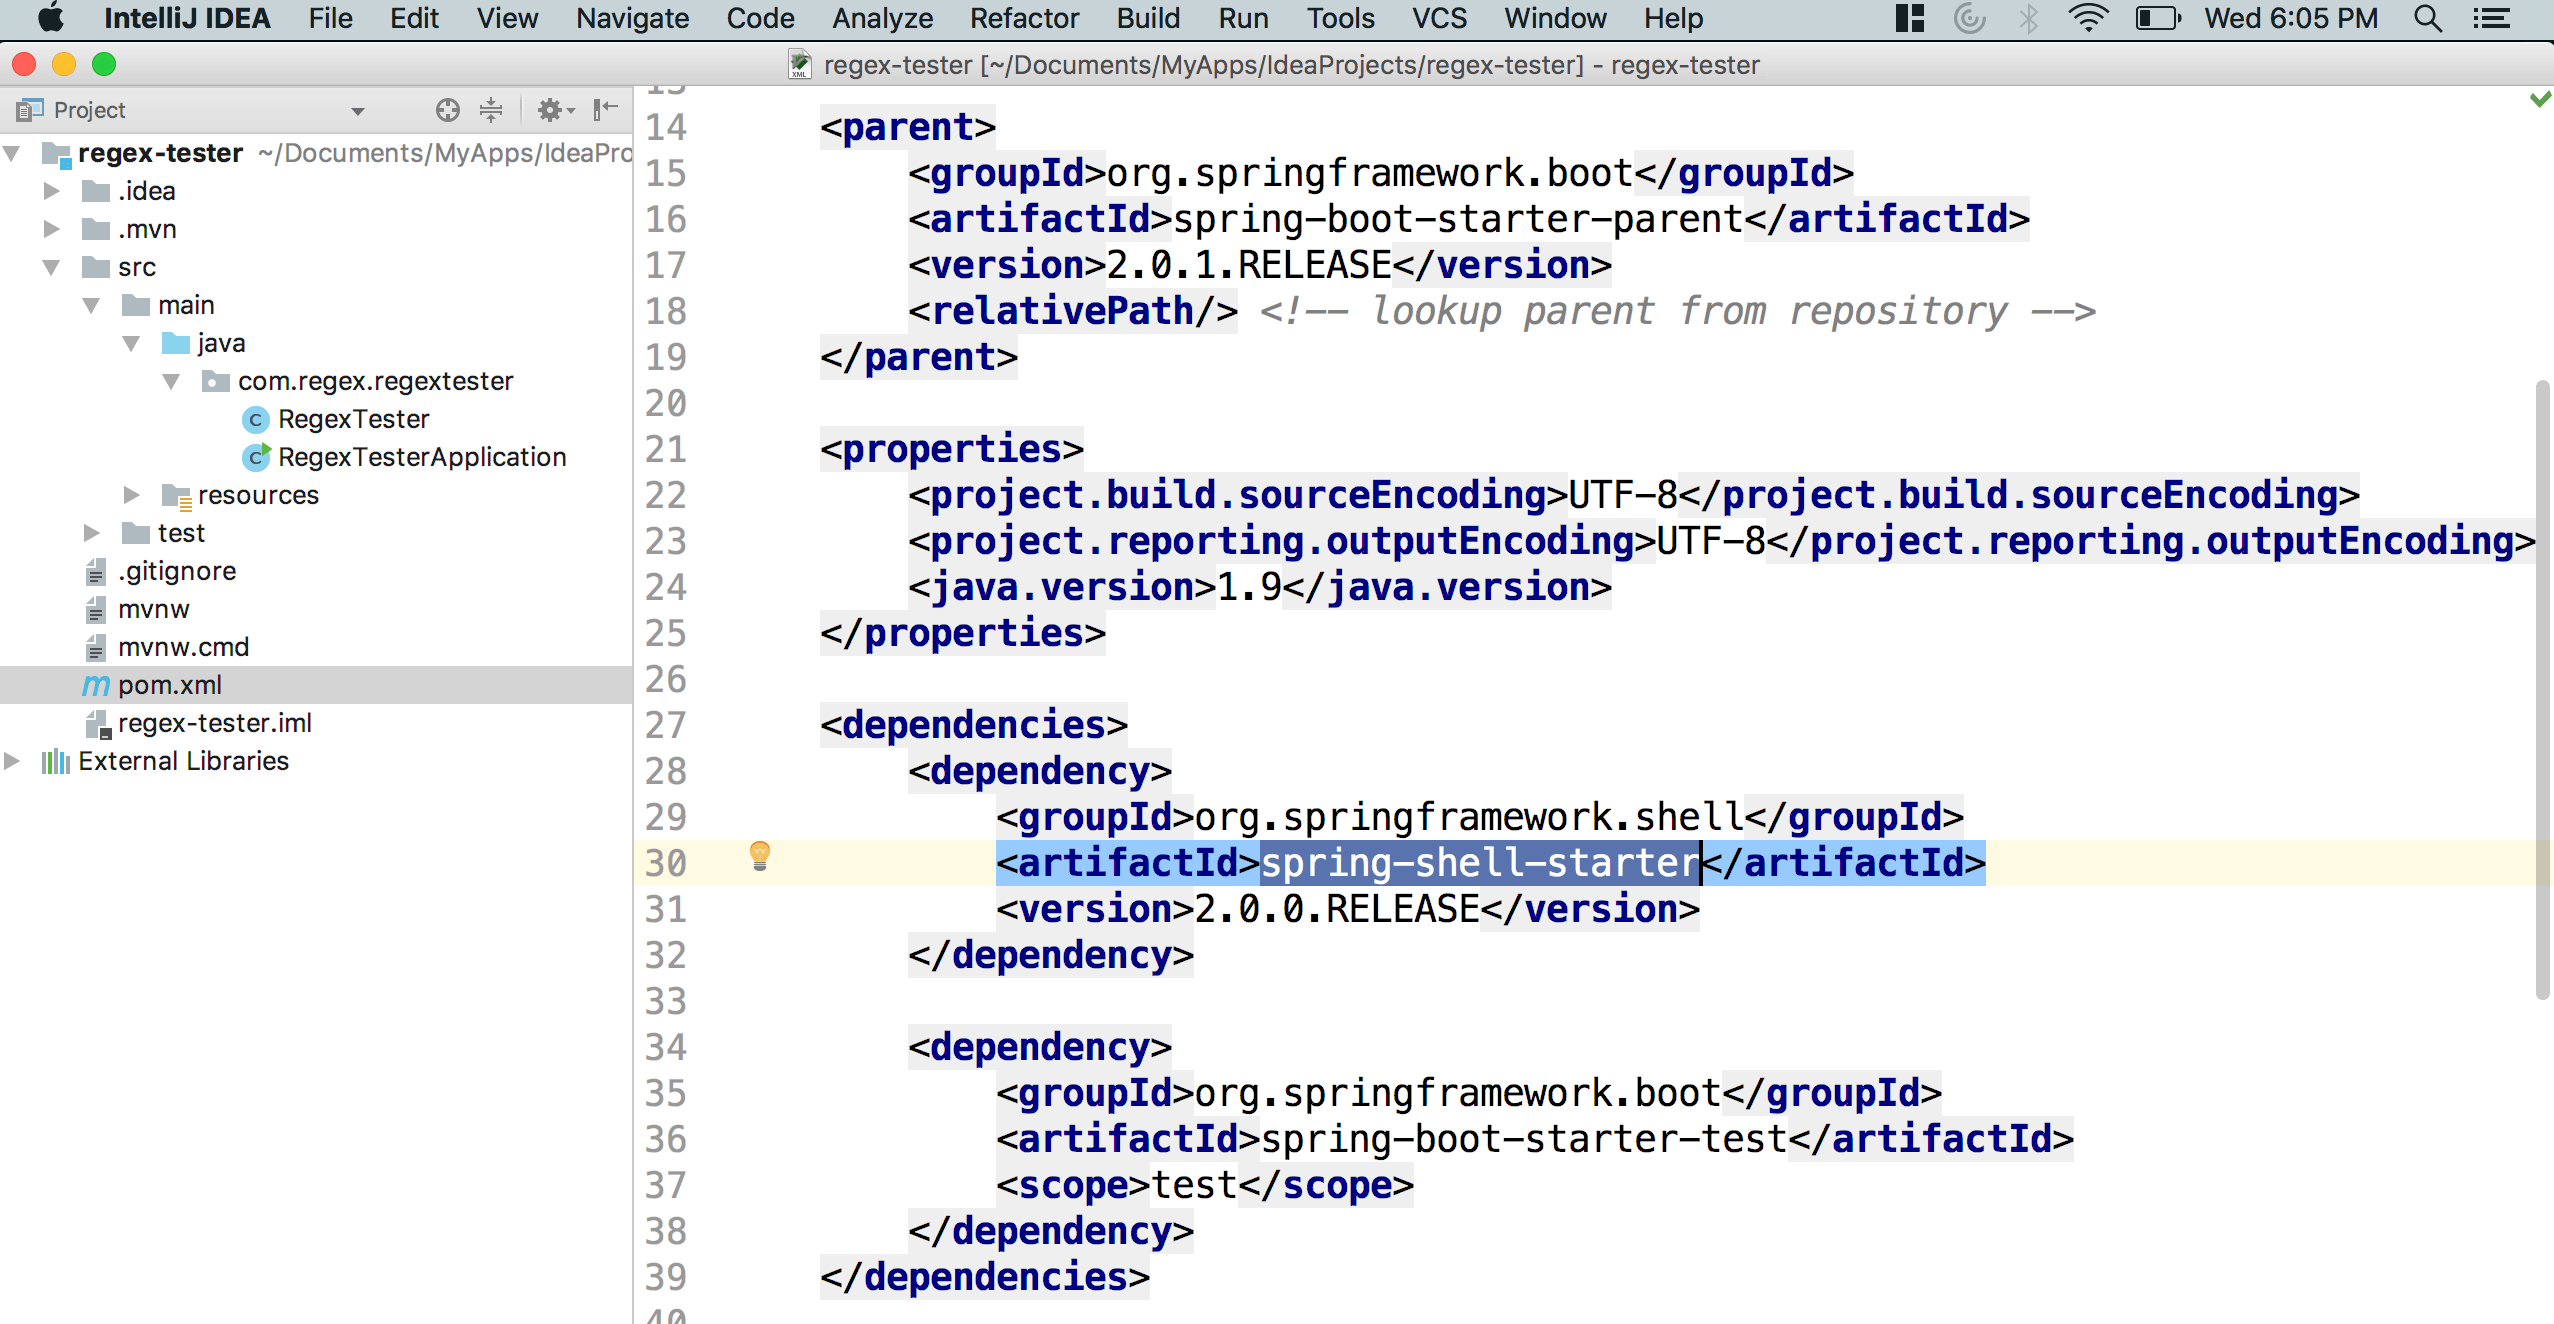 IntelliJ IDEA File Edit View Navigate Code Analyze Refactor Build Run Tools VCS Window Help Wed 6:05 PM
regex-tester [~/Documents/MyApps/IdeaProjects/regex-tester] - regex-tester
Project
regex-tester ~/Documents/MyApps/IdeaPro
.idea
.mvn
src
main
java
com.regex.regextester
RegexTester
RegexTesterApplication
resources
test
.gitignore
mvnw
mvnw.cmd
pom.xml
regex-tester.iml
External Libraries
14 <parent>
15 <groupId>org.springframework.boot</groupId>
16 <artifactId>spring-boot-starter-parent</artifactId>
17 <version>2.0.1.RELEASE</version>
18 <relativePath/> <!-- lookup parent from repository -->
19 </parent>
20
21 <properties>
22 <project.build.sourceEncoding>UTF-8</project.build.sourceEncoding>
23 <project.reporting.outputEncoding>UTF-8</project.reporting.outputEncoding>
24 <java.version>1.9</java.version>
25 </properties>
26
27 <dependencies>
28 <dependency>
29 <groupId>org.springframework.shell</groupId>
30 <artifactId>spring-shell-starter</artifactId>
31 <version>2.0.0.RELEASE</version>
32 </dependency>
33
34 <dependency>
35 <groupId>org.springframework.boot</groupId>
36 <artifactId>spring-boot-starter-test</artifactId>
37 <scope>test</scope>
38 </dependency>
39 </dependencies>
40